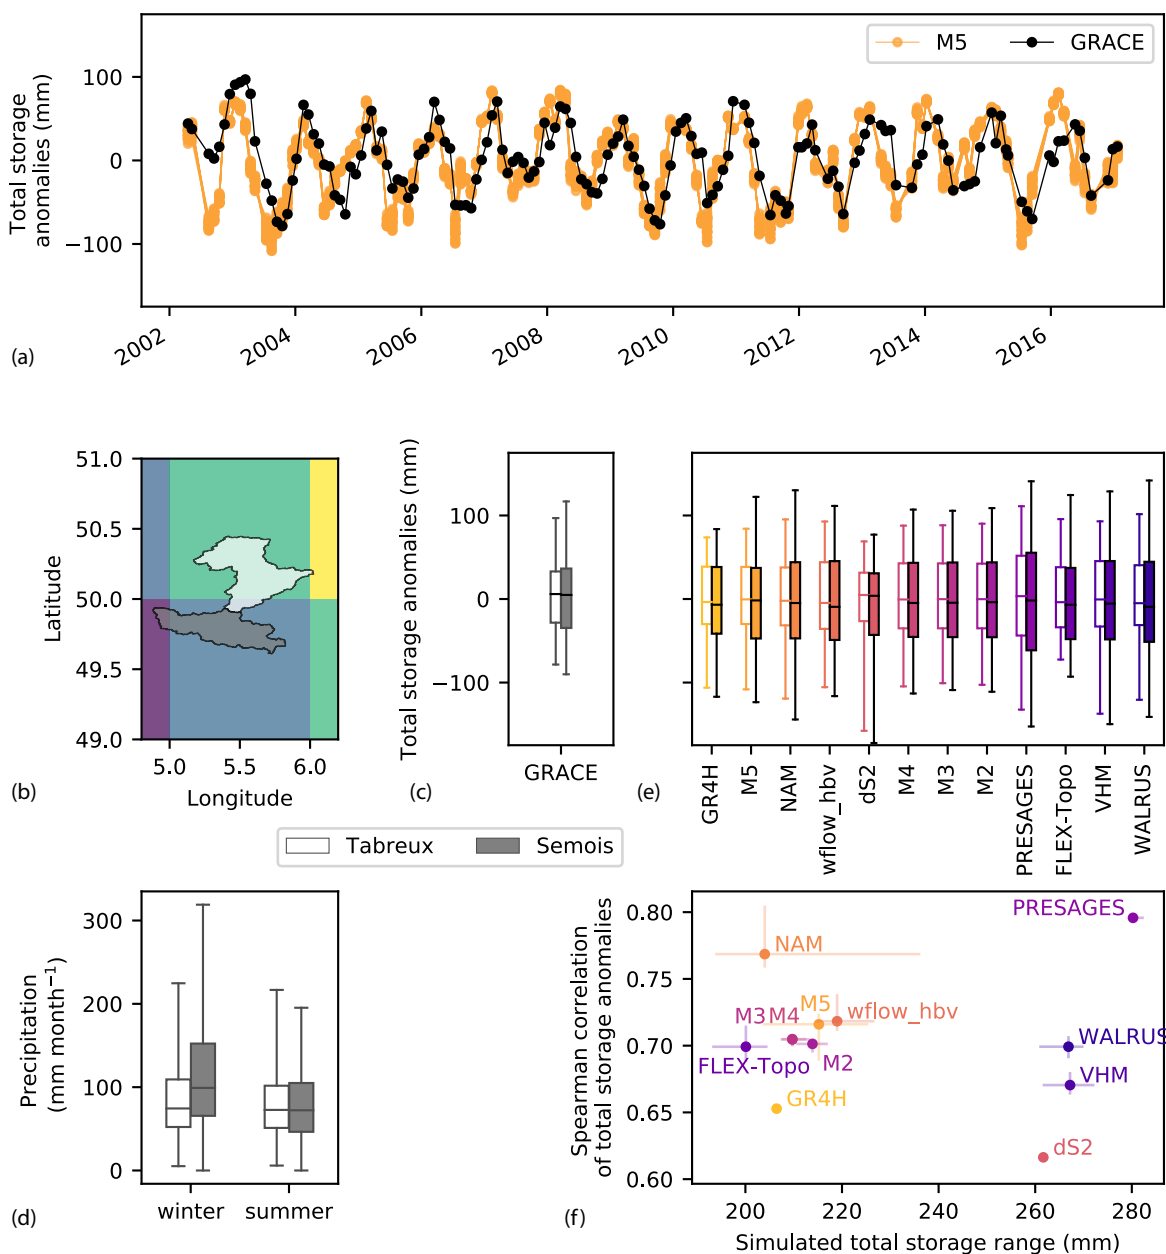 M5 GRACE
Total storage
anomalies (mm)
100
0
−100
2002 2004 2006 2008 2010 2012 2014 2016
(a)
51.0
50.5
50.0
49.5
49.0
Latitude
5.0 5.5 6.0
Longitude
(b)
Total storage anomalies (mm)
100
0
−100
GRACE
(c)
GR4H
M5
NAM
wflow_hbv
dS2
M4
M3
M2
PRESAGES
FLEX-Topo
VHM
WALRUS
(e)
Tabreux Semois
Precipitation
(mm month−1)
300
200
100
0
winter summer
(d)
Spearman correlation
of total storage anomalies
0.80
0.75
0.70
0.65
0.60
PRESAGES
NAM
M5
wflow_hbv
M3 M4
WALRUS
FLEX-Topo
M2
VHM
GR4H
dS2
200 220 240 260 280
Simulated total storage range (mm)
(f)